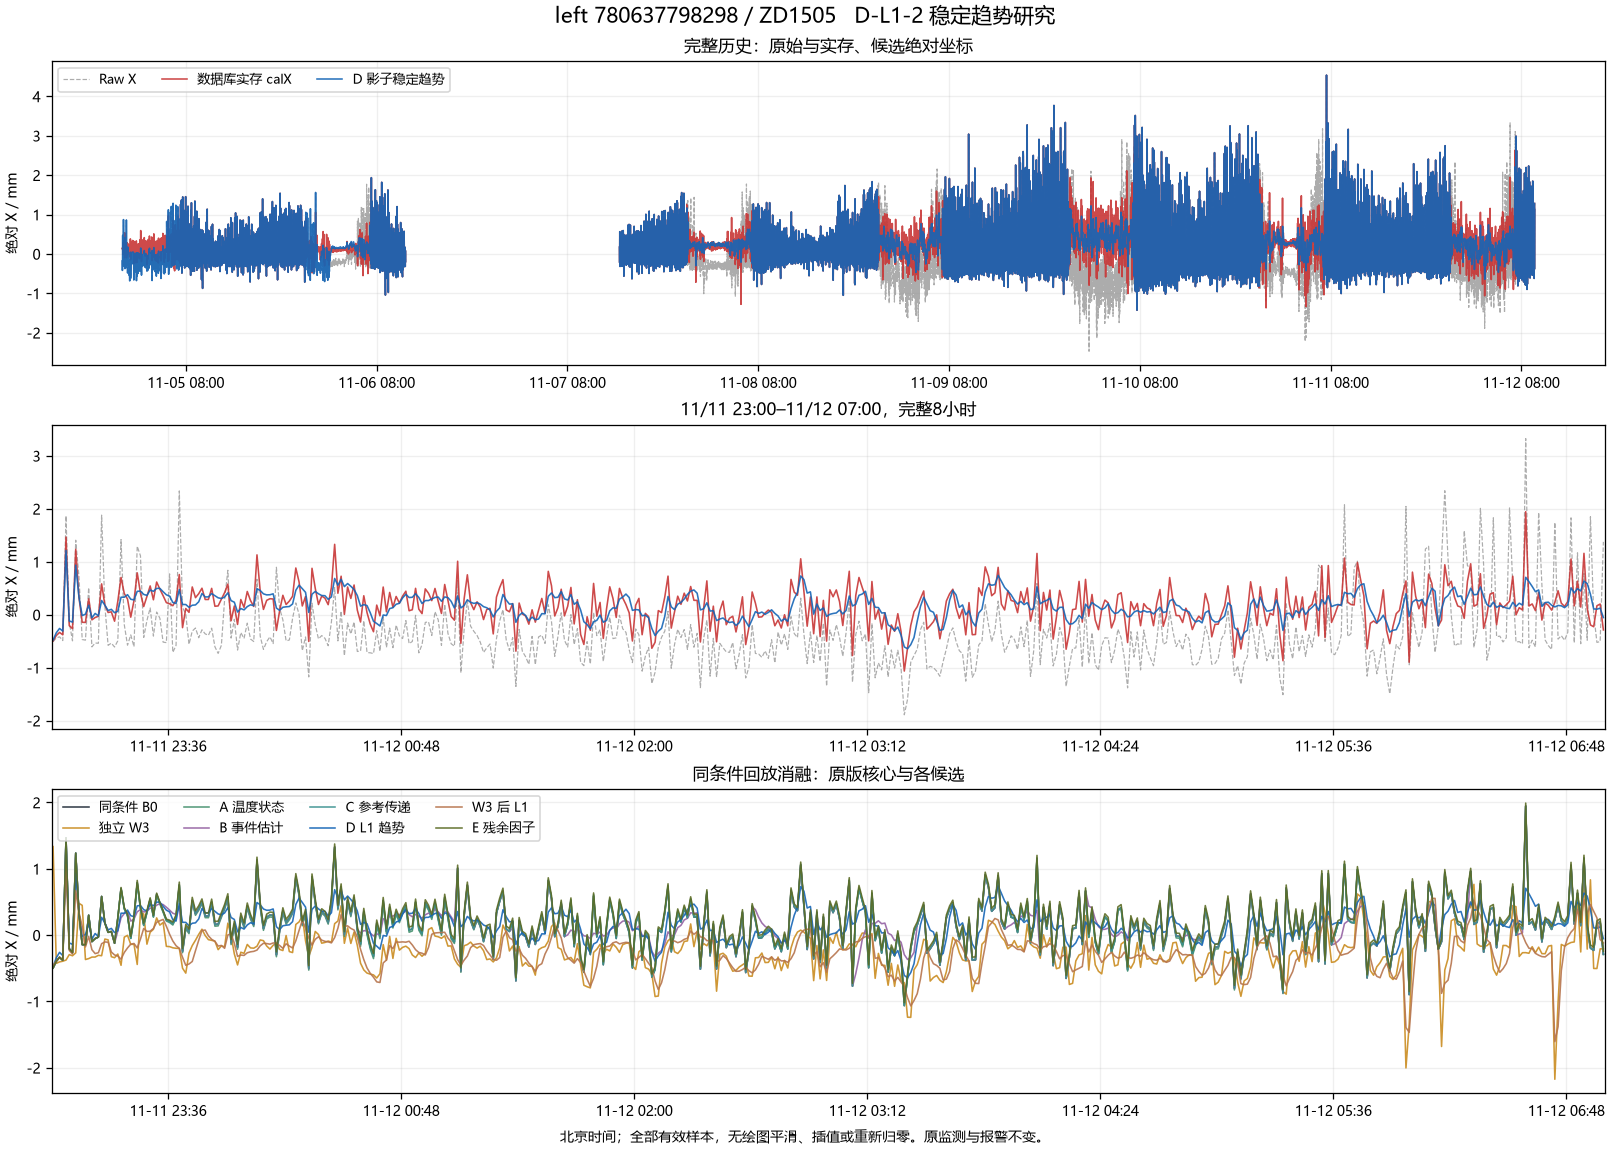 left 780637798298 / ZD1505   D-L1-2 稳定趋势研究
完整历史：原始与实存、候选绝对坐标
Raw X
数据库实存 calX
D 影子稳定趋势
绝对 X / mm
4
3
2
1
0
-1
-2
11-05 08:00
11-06 08:00
11-07 08:00
11-08 08:00
11-09 08:00
11-10 08:00
11-11 08:00
11-12 08:00
11/11 23:00–11/12 07:00，完整8小时
绝对 X / mm
3
2
1
0
-1
-2
11-11 23:36
11-12 00:48
11-12 02:00
11-12 03:12
11-12 04:24
11-12 05:36
11-12 06:48
同条件回放消融：原版核心与各候选
同条件 B0
A 温度状态
C 参考传递
W3 后 L1
独立 W3
B 事件估计
D L1 趋势
E 残余因子
绝对 X / mm
2
1
0
-1
-2
11-11 23:36
11-12 00:48
11-12 02:00
11-12 03:12
11-12 04:24
11-12 05:36
11-12 06:48
北京时间；全部有效样本，无绘图平滑、插值或重新归零。原监测与报警不变。